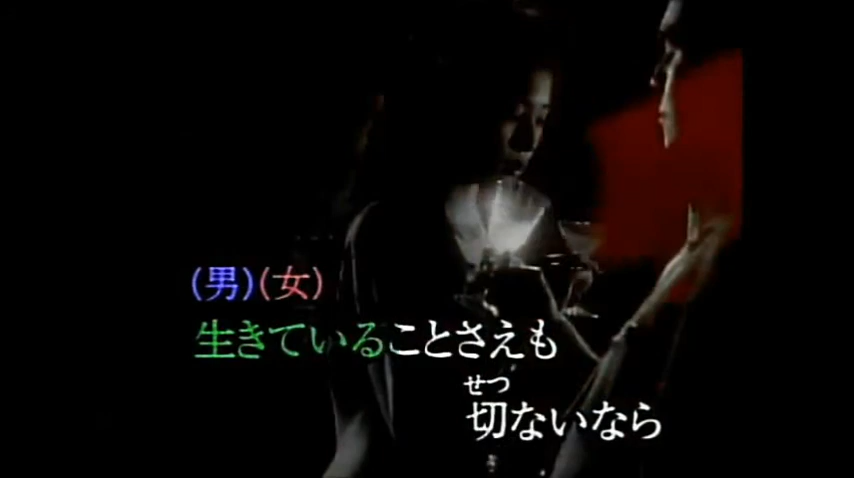 (男)(女)
生きていることさえも
せつ
切ないなら